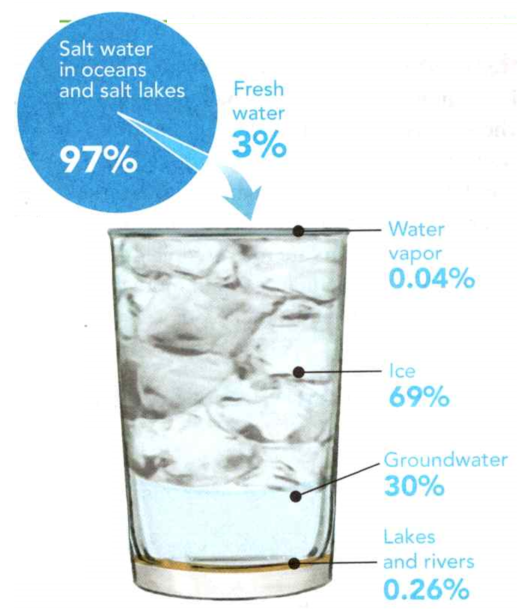 Salt water
in oceans
and salt lakes
97%
Fresh
water
3%
Water
vapor
0.04%
Ice
69%
Groundwater
30%
Lakes
and rivers
0.26%